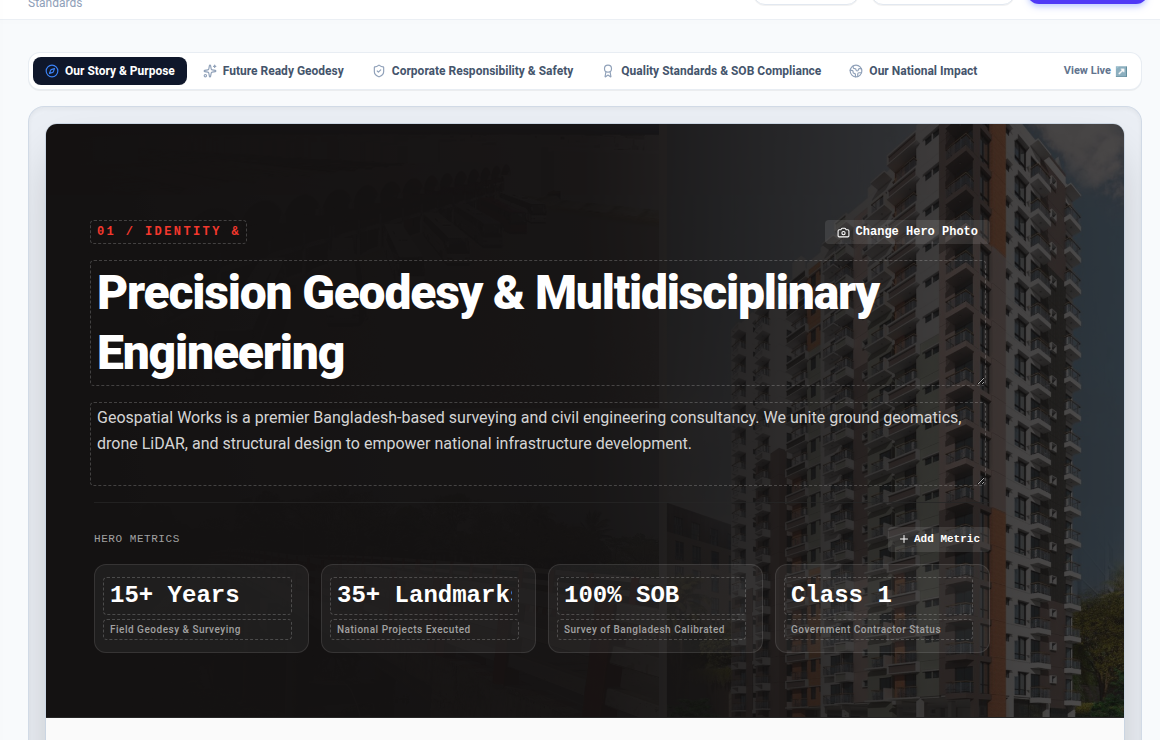 Standards
Our Story & Purpose
Future Ready Geodesy
Corporate Responsibility & Safety
Quality Standards & SOB Compliance
Our National Impact
View Live
01 / IDENTITY &
Change Hero Photo
Precision Geodesy & Multidisciplinary
Engineering
Geospatial Works is a premier Bangladesh-based surveying and civil engineering consultancy. We unite ground geomatics,
drone LiDAR, and structural design to empower national infrastructure development.
HERO METRICS
+ Add Metric
15+ Years
Field Geodesy & Surveying
35+ Landmark
National Projects Executed
100% SOB
Survey of Bangladesh Calibrated
Class 1
Government Contractor Status